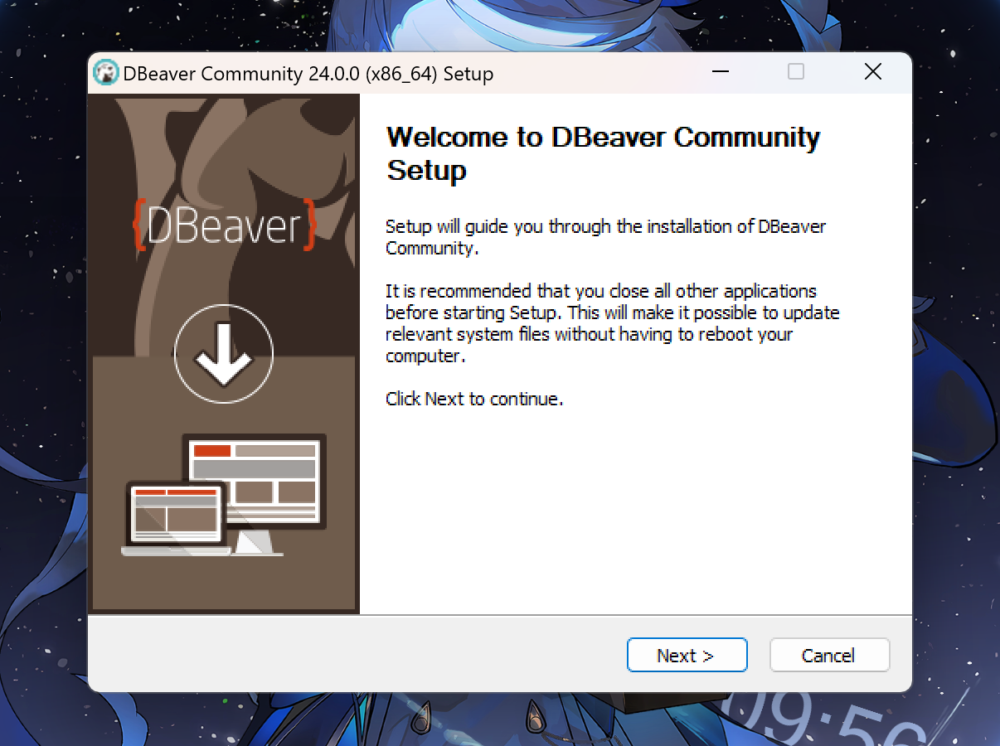 DBeaver Community 24.0.0 (x86_64) Setup
{DBeaver}
Welcome to DBeaver Community
Setup
Setup will guide you through the installation of DBeaver
Community.
It is recommended that you close all other applications
before starting Setup. This will make it possible to update
relevant system files without having to reboot your
computer.
Click Next to continue.
Next >
Cancel
09:56